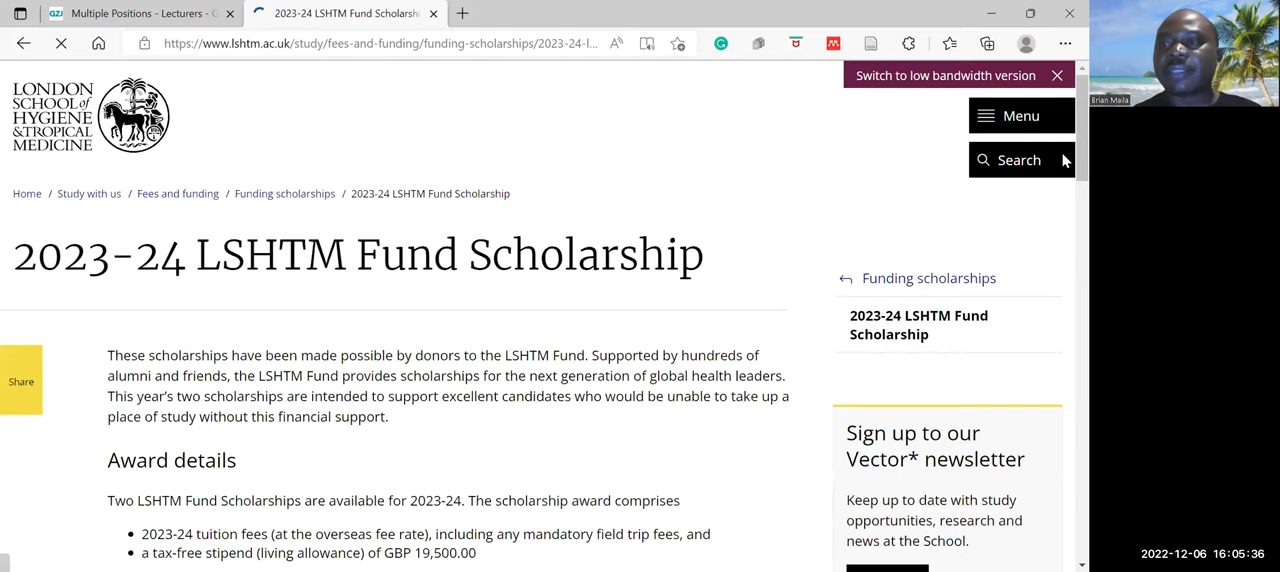 GZJ Multiple Positions - Lecturers - G
2023-24 LSHTM Fund Scholarshi
https://www.lshtm.ac.uk/study/fees-and-funding/funding-scholarships/2023-24-l...
Switch to low bandwidth version
LONDON
SCHOOL of
HYGIENE
& TROPICAL
MEDICINE
Menu
Search
Brian Maila
Home / Study with us / Fees and funding / Funding scholarships / 2023-24 LSHTM Fund Scholarship
2023-24 LSHTM Fund Scholarship
Funding scholarships
2023-24 LSHTM Fund
Scholarship
Share
These scholarships have been made possible by donors to the LSHTM Fund. Supported by hundreds of
alumni and friends, the LSHTM Fund provides scholarships for the next generation of global health leaders.
This year's two scholarships are intended to support excellent candidates who would be unable to take up a
place of study without this financial support.
Award details
Two LSHTM Fund Scholarships are available for 2023-24. The scholarship award comprises
• 2023-24 tuition fees (at the overseas fee rate), including any mandatory field trip fees, and
• a tax-free stipend (living allowance) of GBP 19,500.00
Sign up to our
Vector* newsletter
Keep up to date with study
opportunities, research and
news at the School.
2022-12-06 16:05:36